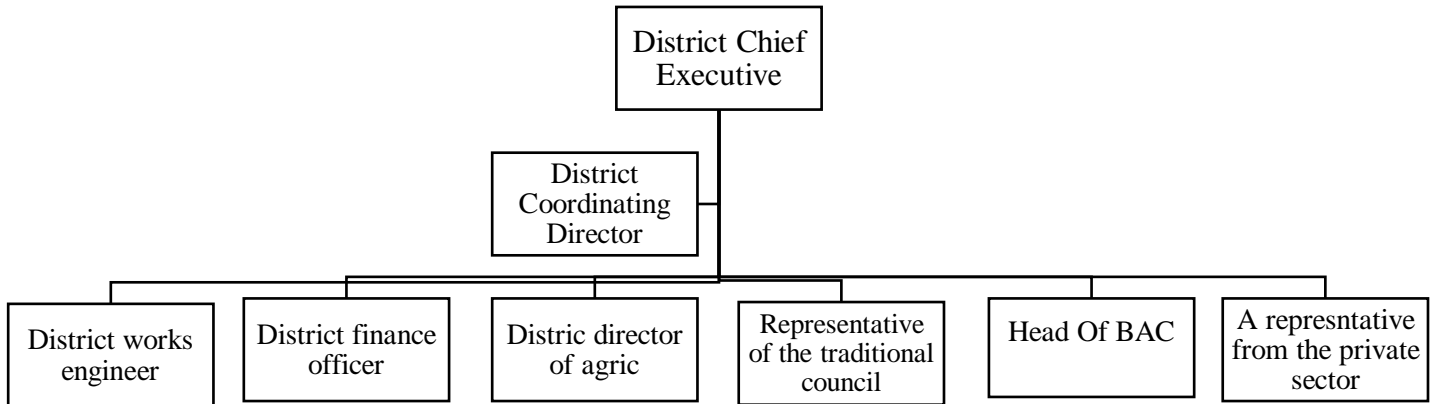 District Chief
Executive
District
Coordinating
Director
District works
engineer
District finance
officer
Distric director
of agric
Representative
of the traditional
council
Head Of BAC
A represntative
from the private
sector